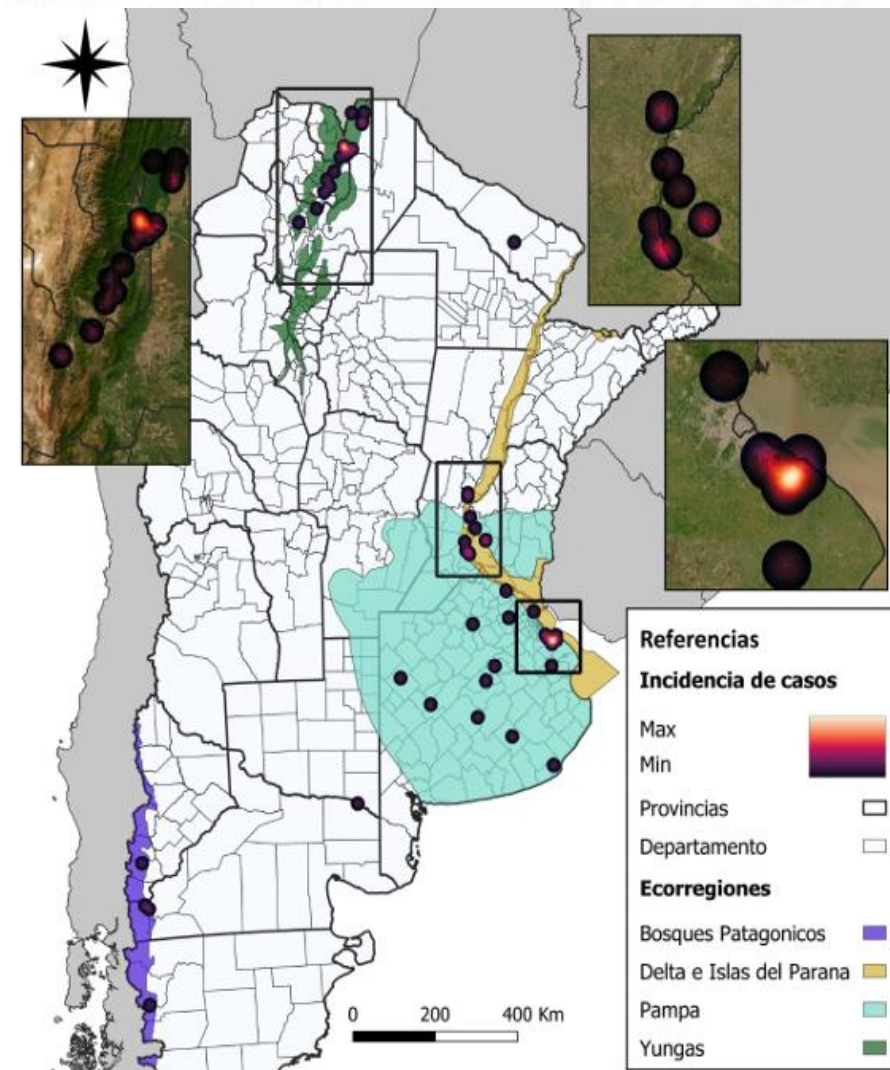 Referencias
Incidencia de casos
Max
Min
Provincias
Departamento
Ecorregiones
Bosques Patagonicos
Delta e Islas del Parana
Pampa
Yungas
0 200 400 Km